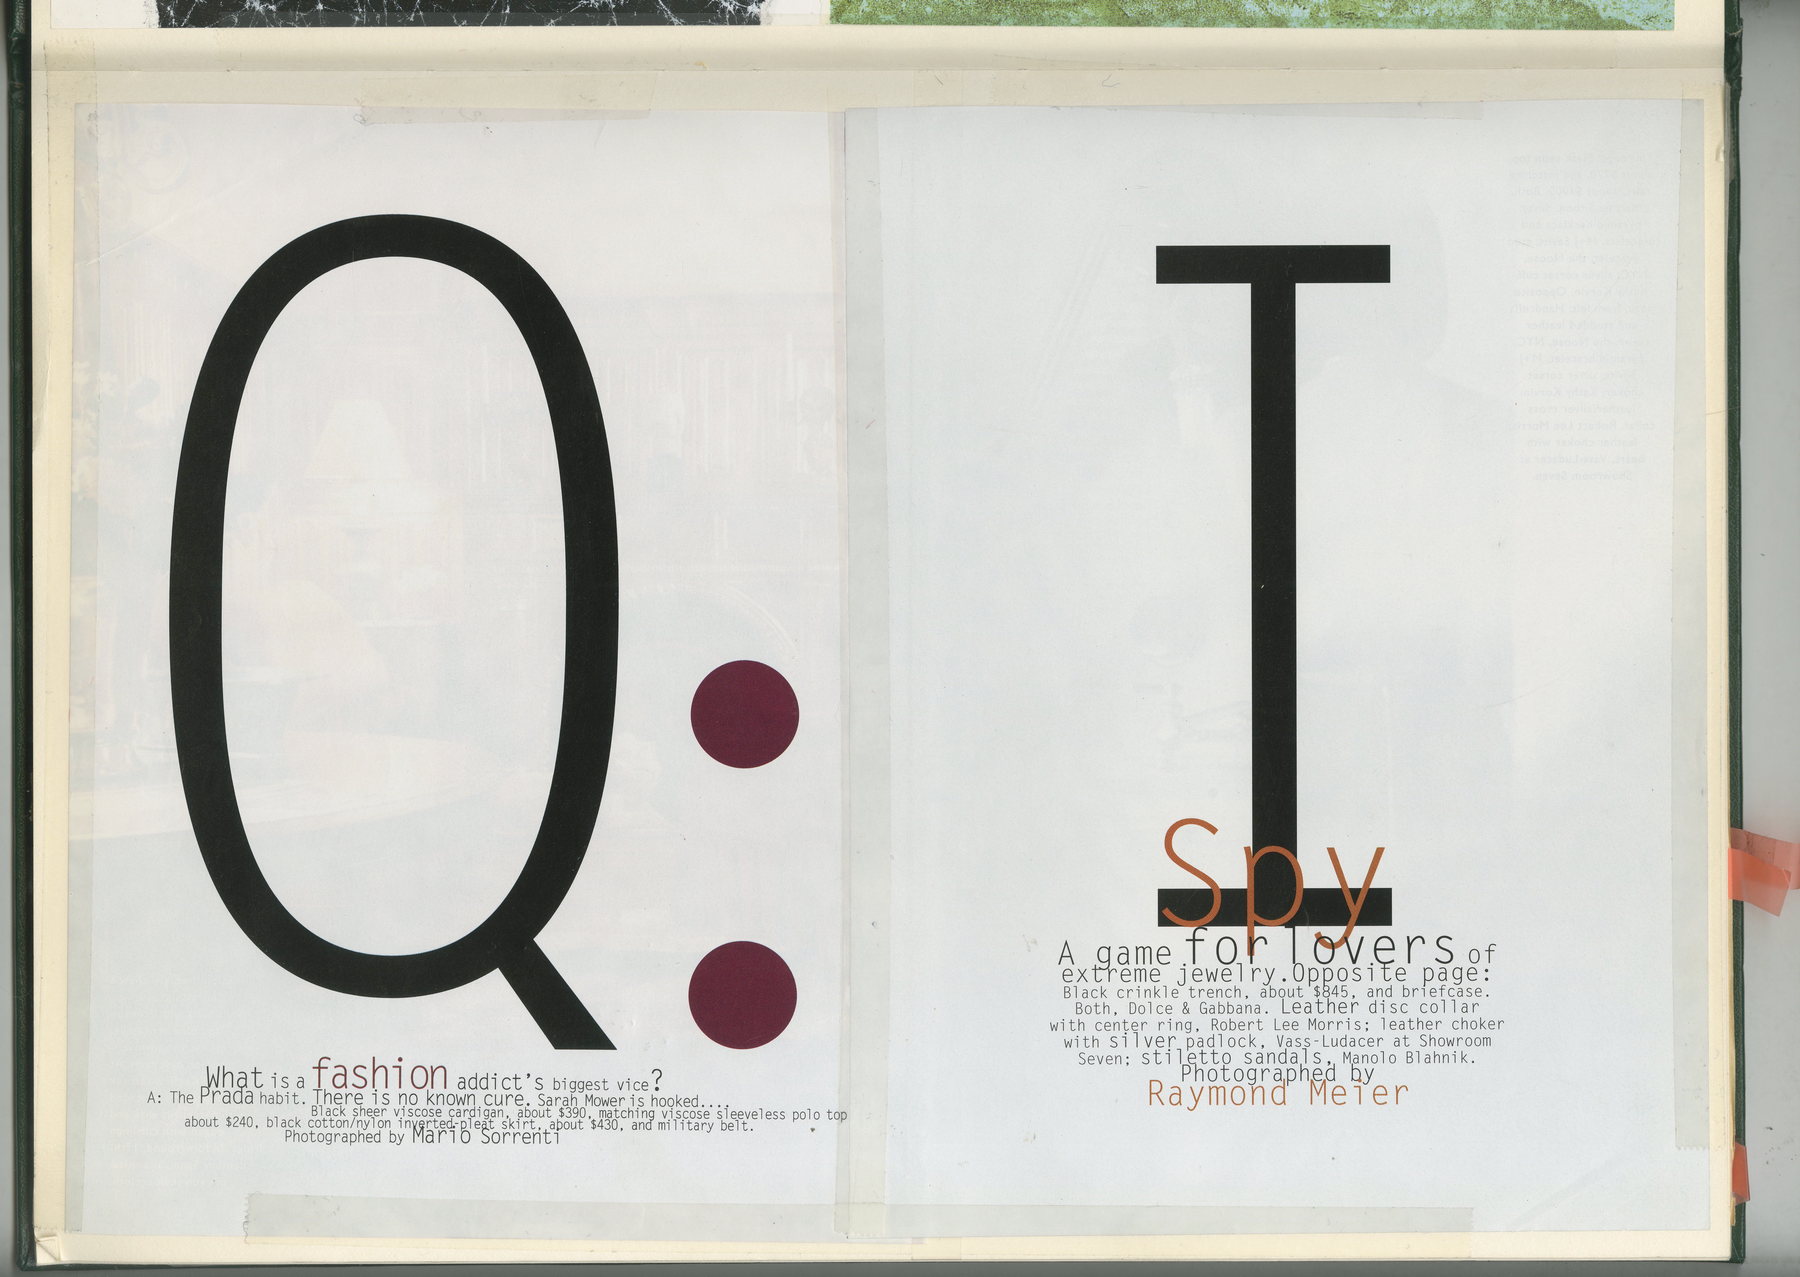 Q:
What is a fashion addict's biggest vice?
A: The Prada habit. There is no known cure. Sarah Mower is hooked....
Black sheer viscose cardigan, about $390, matching viscose sleeveless polo top
about $240, black cotton/nylon inverted-pleat skirt, about $430, and military belt.
Photographed by Mario Sorrenti
I
Spy
A game for lovers of
extreme jewelry. Opposite page:
Black crinkle trench, about $845, and briefcase.
Both, Dolce & Gabbana. Leather disc collar
with center ring, Robert Lee Morris; leather choker
with silver padlock, Vass-Ludacer at Showroom
Seven; stiletto sandals, Manolo Blahnik.
Photographed by
Raymond Meier